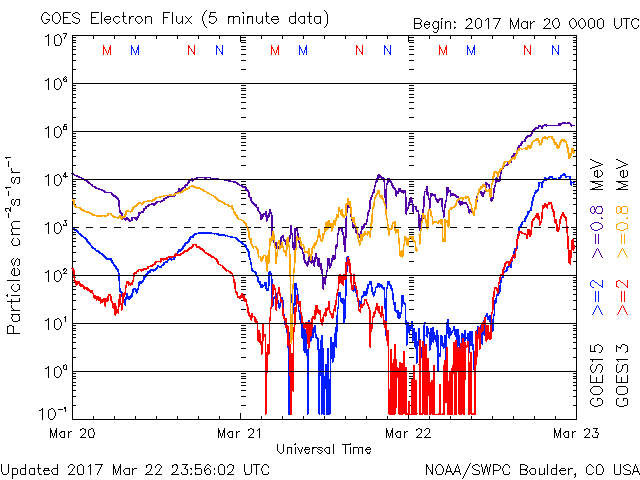 GOES Electron Flux (5 minute data)
Begin: 2017 Mar 20 0000 UTC
M M N N M M N N M M N N
10⁷
10⁶
10⁵
10⁴
10³
10²
10¹
10⁰
10⁻¹
Particles cm⁻²s⁻¹sr⁻¹
Mar 20 Mar 21 Mar 22 Mar 23
Universal Time
GOES15 >=2 >=0.8 MeV
GOES13 >=2 >=0.8 MeV
Updated 2017 Mar 22 23:56:02 UTC
NOAA/SWPC Boulder, CO USA